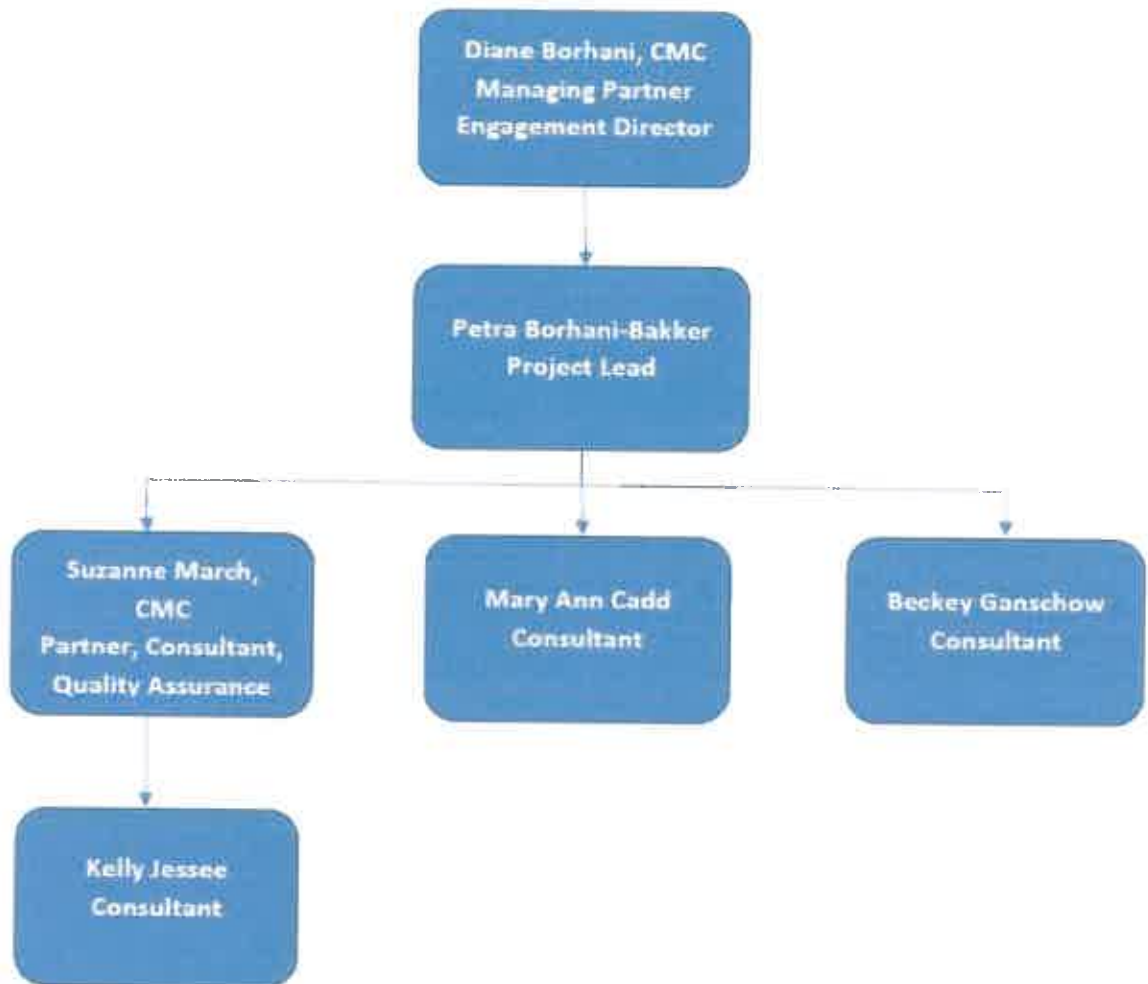 Diane Borhani, CMC
Managing Partner
Engagement Director
Petra Borhani-Bakker
Project Lead
Suzanne March,
CMC
Partner, Consultant,
Quality Assurance
Mary Ann Cadd
Consultant
Beckey Ganschow
Consultant
Kelly Jessee
Consultant